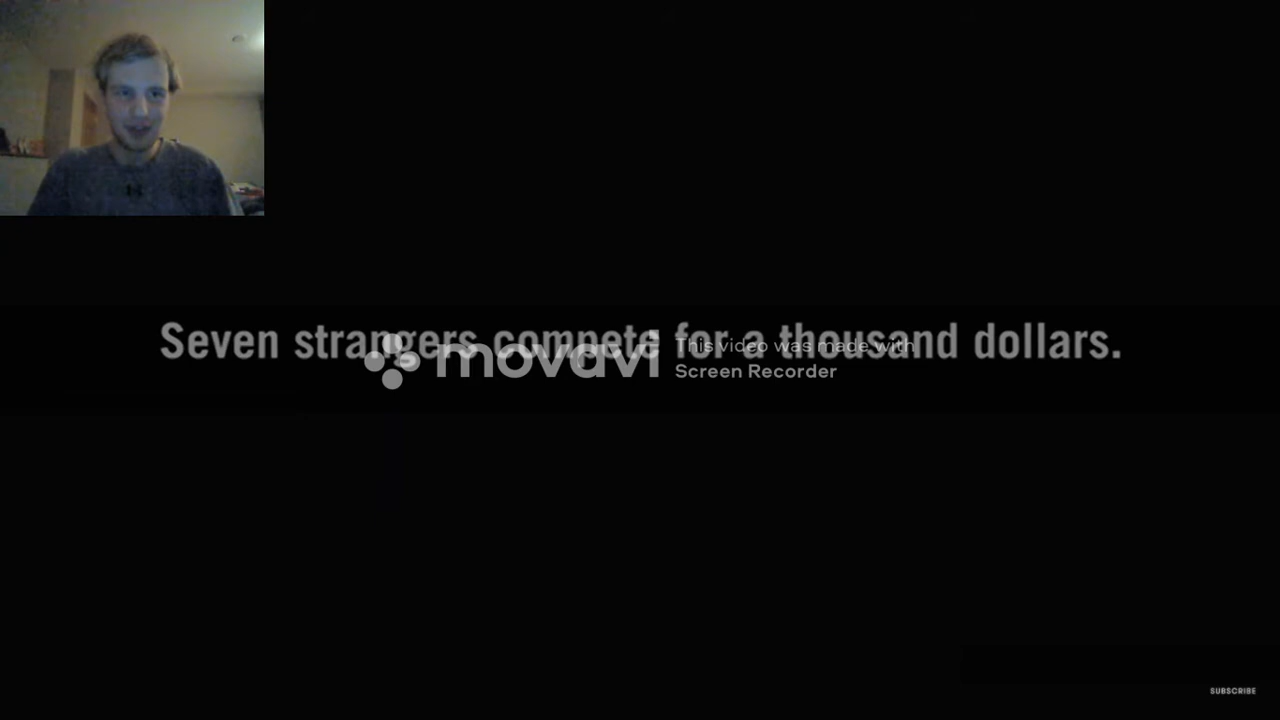 Seven strangers compete for a thousand dollars.
movavi
This video was made with
Screen Recorder
SUBSCRIBE